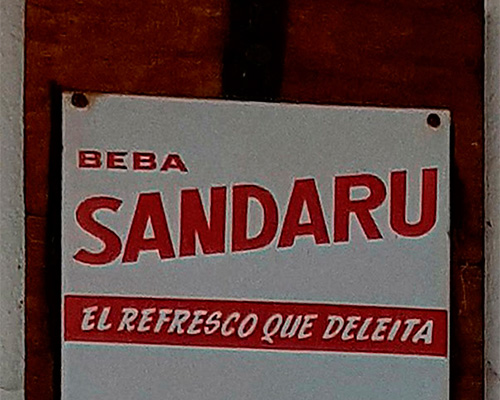 BEBA
SANDARU
EL REFRESCO QUE DELEITA